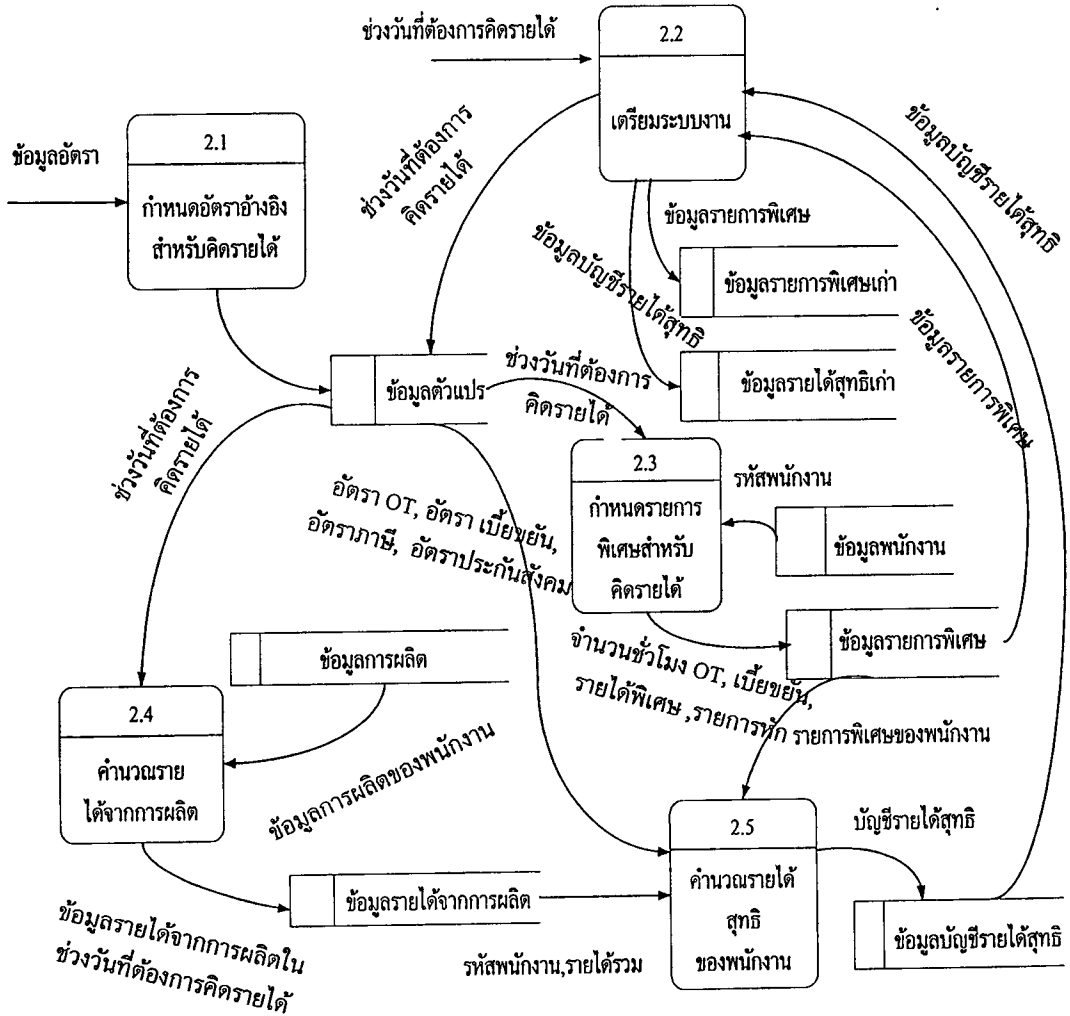 ช่วงวันที่ต้องการคิดรายได้
2.2
เตรียมระบบงาน
ข้อมูลอัตรา
2.1
กำหนดอัตราอ้างอิง
สำหรับคิดรายได้
ช่วงวันที่ต้องการ
คิดรายได้
ข้อมูลบัญชีรายได้สุทธิ
ข้อมูลรายการพิเศษ
ข้อมูลบัญชีรายได้สุทธิ
ข้อมูลรายการพิเศษเก่า
ข้อมูลรายการพิเศษ
ข้อมูลรายได้สุทธิเก่า
ข้อมูลตัวแปร
ช่วงวันที่ต้องการ
คิดรายได้
ช่วงวันที่ต้องการ
คิดรายได้
2.3
กำหนดรายการ
พิเศษสำหรับ
คิดรายได้
รหัสพนักงาน
ข้อมูลพนักงาน
อัตรา OT, อัตรา เบี้ยขยัน,
อัตราภาษี, อัตราประกันสังคม
ข้อมูลรายการพิเศษ
จำนวนชั่วโมง OT, เบี้ยขยัน,
รายได้พิเศษ ,รายการหัก
รายการพิเศษของพนักงาน
ข้อมูลการผลิต
2.4
คำนวณราย
ได้จากการผลิต
ข้อมูลการผลิตของพนักงาน
2.5
คำนวณรายได้
สุทธิ
ของพนักงาน
บัญชีรายได้สุทธิ
ข้อมูลบัญชีรายได้สุทธิ
ข้อมูลรายได้จากการผลิต
ข้อมูลรายได้จากการผลิตใน
ช่วงวันที่ต้องการคิดรายได้
รหัสพนักงาน,รายได้รวม